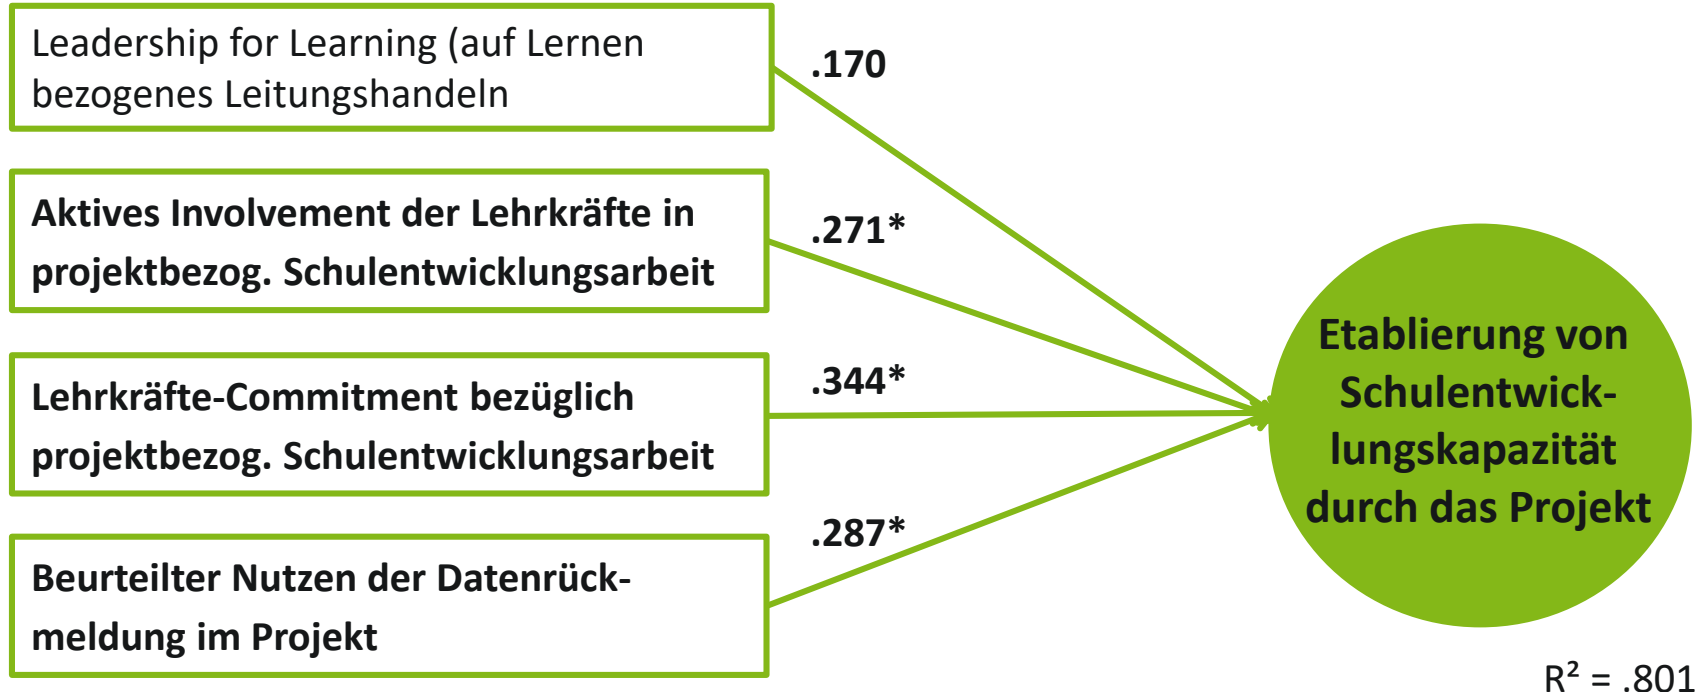 Leadership for Learning (auf Lernen
bezogenes Leitungshandeln
.170
Aktives Involvement der Lehrkräfte in
projektbezog. Schulentwicklungsarbeit
.271*
Lehrkräfte-Commitment bezüglich
projektbezog. Schulentwicklungsarbeit
.344*
Beurteilter Nutzen der Datenrück-
meldung im Projekt
.287*
Etablierung von
Schulentwick-
lungskapazität
durch das Projekt
R² = .801